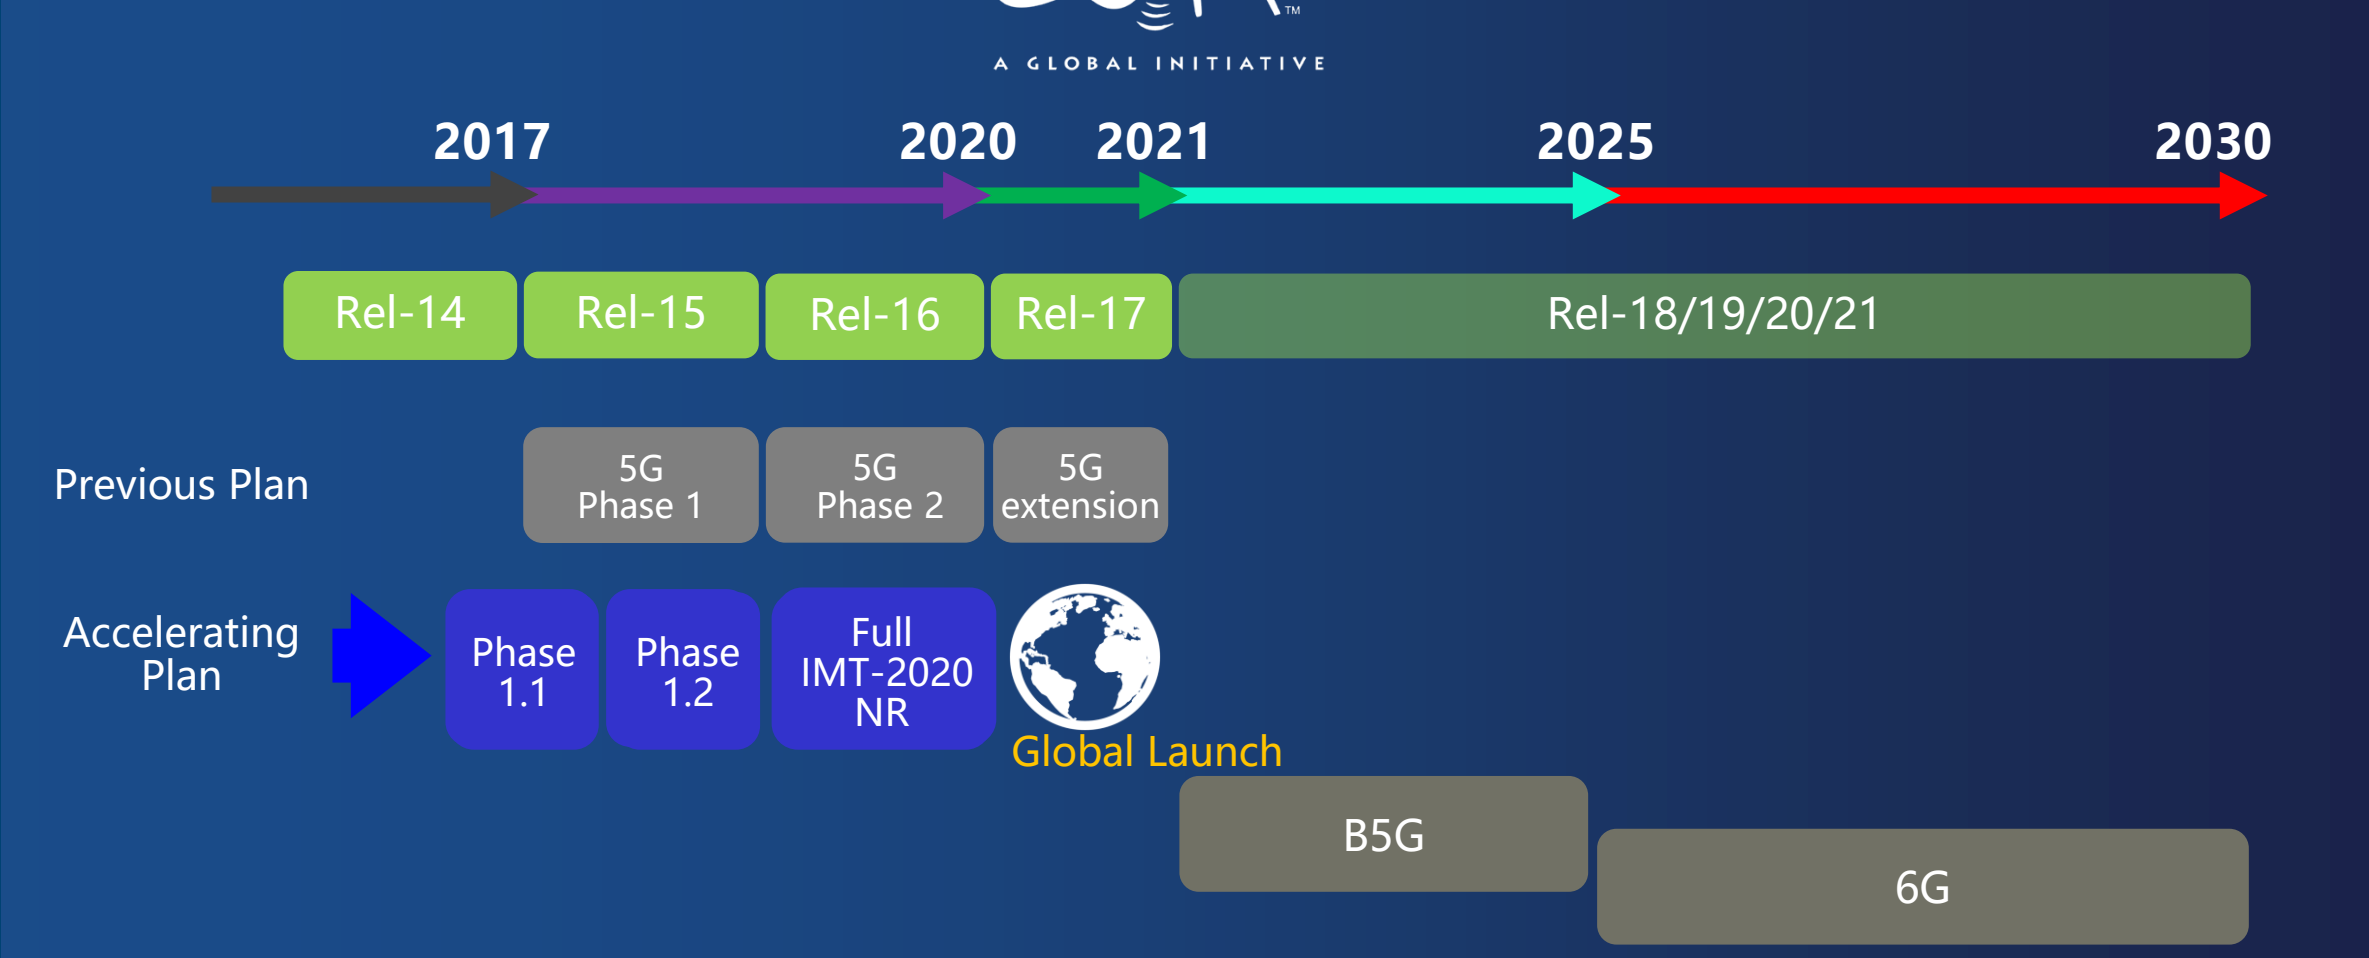 TM
A GLOBAL INITIATIVE
2017 2020 2021 2025 2030
Rel-14 Rel-15 Rel-16 Rel-17 Rel-18/19/20/21
Previous Plan
5G
Phase 1
5G
Phase 2
5G
extension
Accelerating
Plan
Phase
1.1
Phase
1.2
Full
IMT-2020
NR
Global Launch
B5G
6G